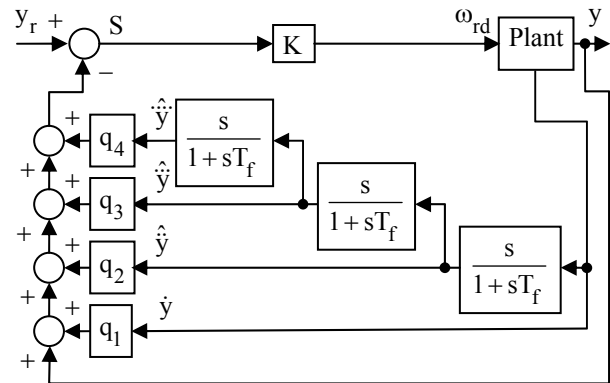 y_r + S K ω_rd Plant y
−
+ q_4 ŷ⃜ s
1 + sT_f
+
+ q_3 ŷ⃛ s
1 + sT_f
+
+ q_2 ŷ̈ s
1 + sT_f
+
+ q_1 ẏ
+